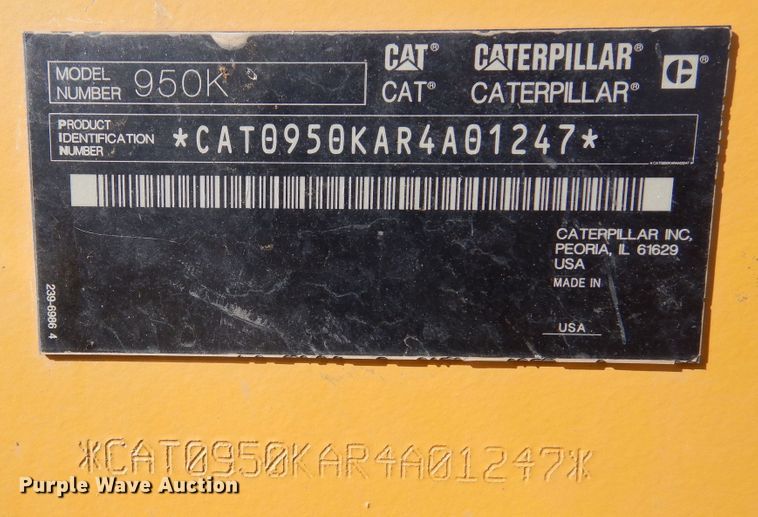 CAT® CATERPILLAR®
CAT® CATERPILLAR®
C®
MODEL NUMBER 950K
PRODUCT IDENTIFICATION NUMBER *CAT0950KAR4A01247*
*CAT0950KAR4A01247*
CATERPILLAR INC,
PEORIA, IL 61629
USA
MADE IN
USA
239-6986 4
*CAT0950KAR4A01247*
Purple Wave Auction